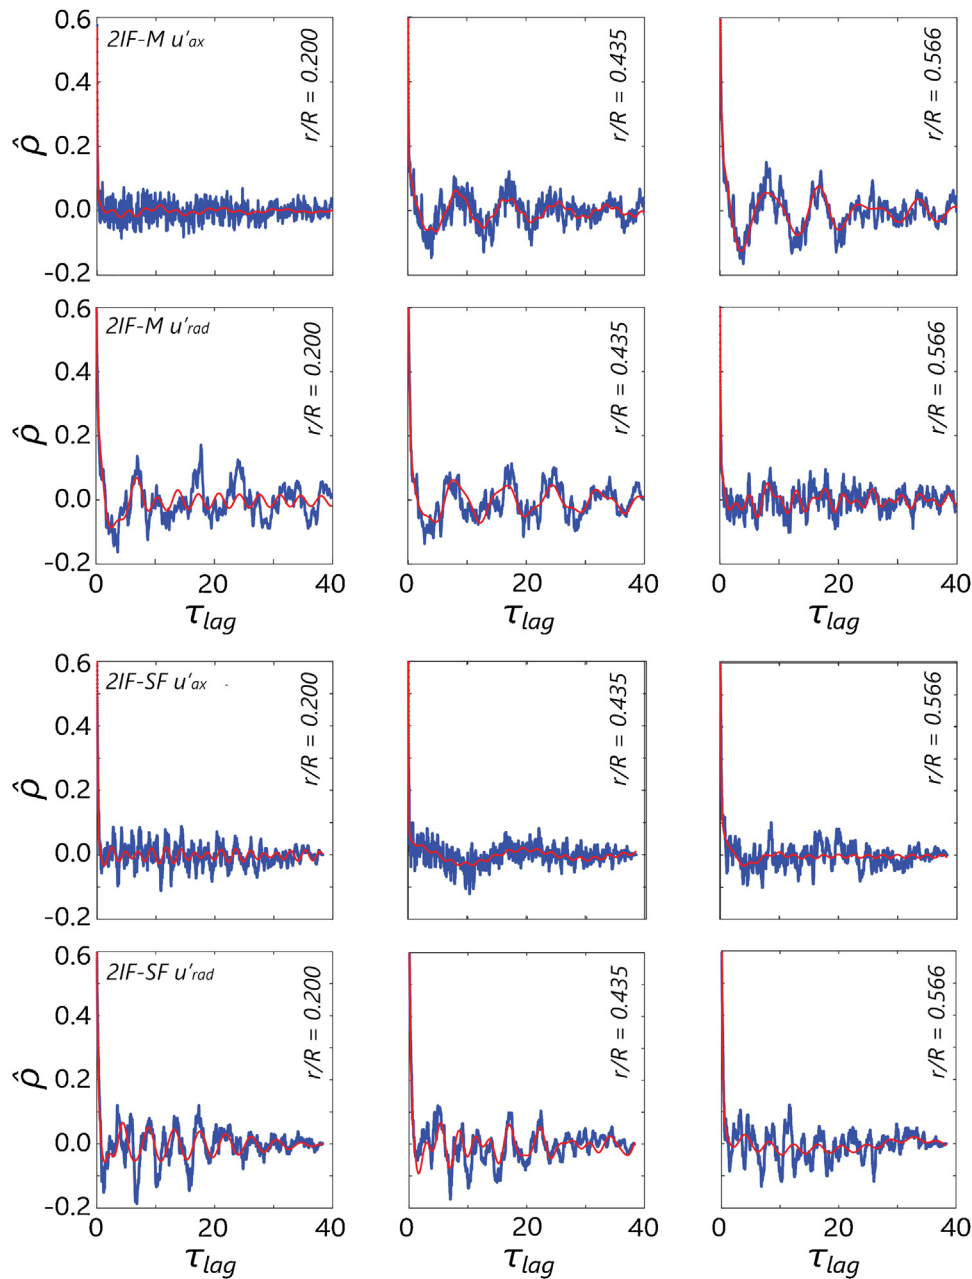 2IF-M u'ax
r/R = 0.200
r/R = 0.435
r/R = 0.566
ρ̂
0.6
0.4
0.2
0.0
-0.2
2IF-M u'rad
r/R = 0.200
r/R = 0.435
r/R = 0.566
ρ̂
0.6
0.4
0.2
0.0
-0.2
0 20 40
0 20 40
0 20 40
τlag
τlag
τlag
2IF-SF u'ax
r/R = 0.200
r/R = 0.435
r/R = 0.566
ρ̂
0.6
0.4
0.2
0.0
-0.2
2IF-SF u'rad
r/R = 0.200
r/R = 0.435
r/R = 0.566
ρ̂
0.6
0.4
0.2
0.0
-0.2
0 20 40
0 20 40
0 20 40
τlag
τlag
τlag